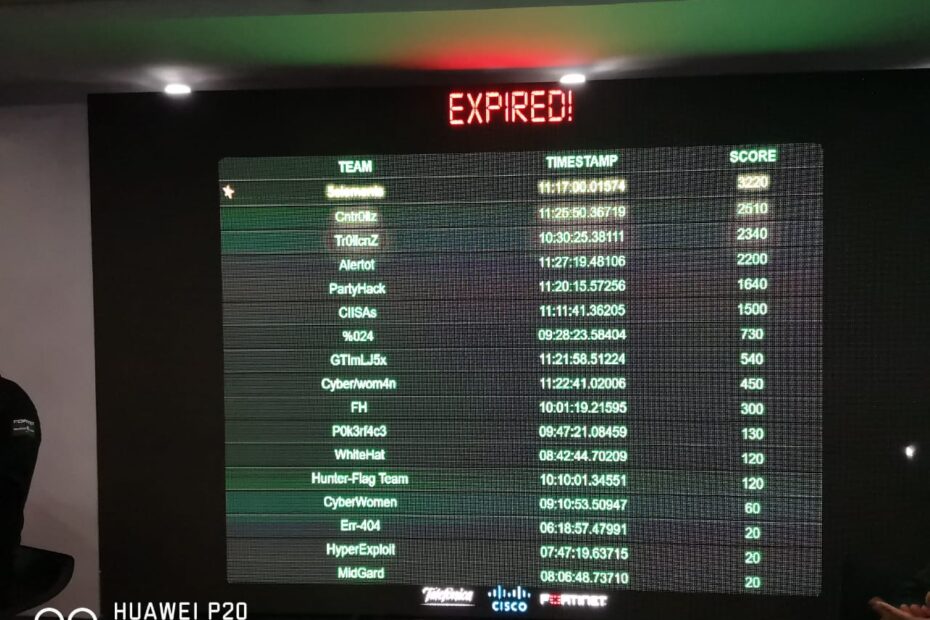 EXPIRED!
TEAM TIMESTAMP SCORE
11:17:00.01574 3220
Cntr0llz 11:25:50.36719 2510
Tr0llcnZ 10:30:25.38111 2340
Alertot 11:27:19.48106 2200
PartyHack 11:20:15.57256 1640
CIISAs 11:11:41.36205 1500
%024 09:28:23.58404 730
GTImLJ5x 11:21:58.51224 540
Cyber/wom4n 11:22:41.02006 450
FH 10:01:19.21595 300
P0k3rf4c3 09:47:21.08459 130
WhiteHat 08:42:44.70209 120
Hunter-Flag Team 10:10:01.34551 120
CyberWomen 09:10:53.50947 60
Err-404 06:18:57.47991 20
HyperExploit 07:47:19.63715 20
MidGard 08:06:48.73710 20
Telefónica CISCO FORTINET
HUAWEI P20